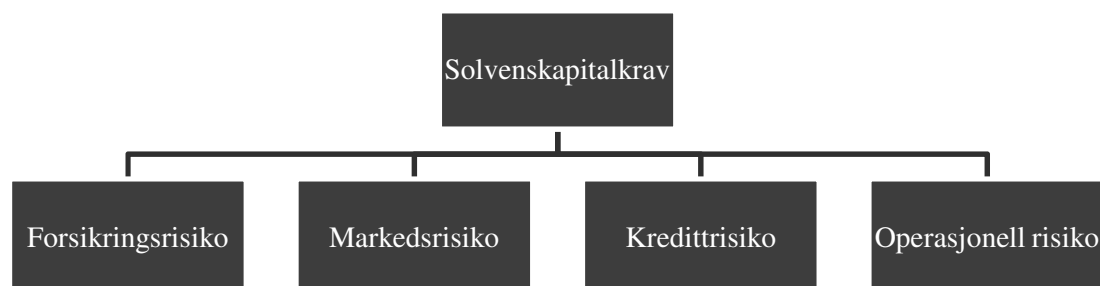 Solvenskapitalkrav
Forsikringsrisiko
Markedsrisiko
Kredittrisiko
Operasjonell risiko